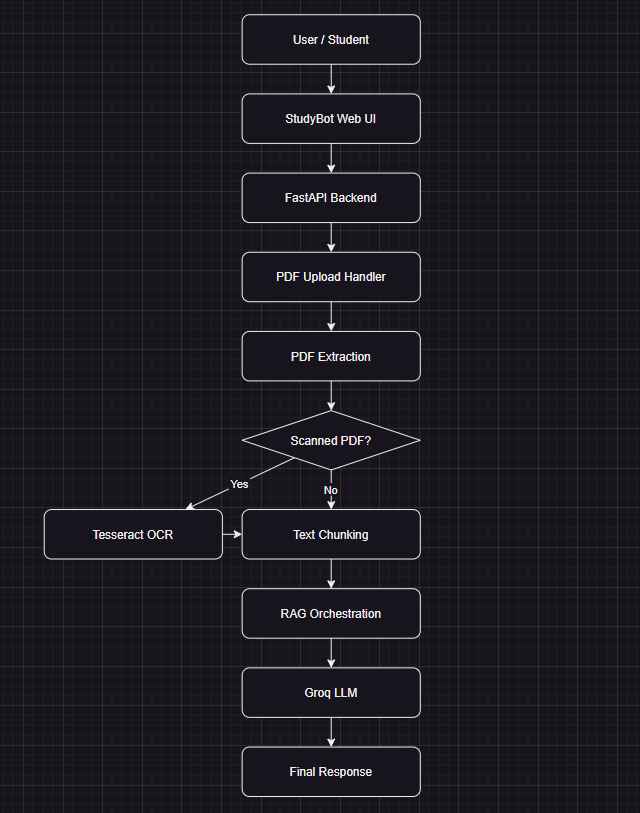 User / Student
StudyBot Web UI
FastAPI Backend
PDF Upload Handler
PDF Extraction
Scanned PDF?
Yes
No
Tesseract OCR
Text Chunking
RAG Orchestration
Groq LLM
Final Response